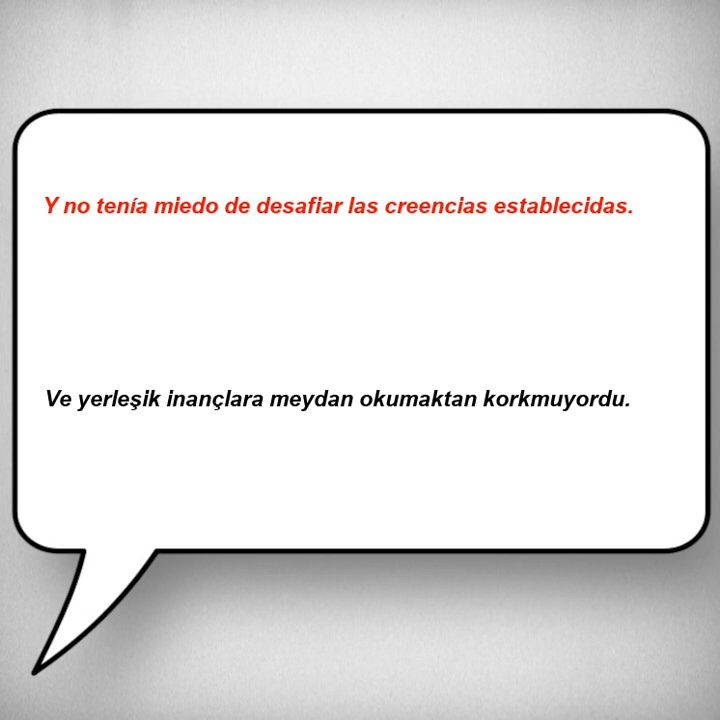 Y no tenía miedo de desafiar las creencias establecidas.
Ve yerleşik inançlara meydan okumaktan korkmuyordu.